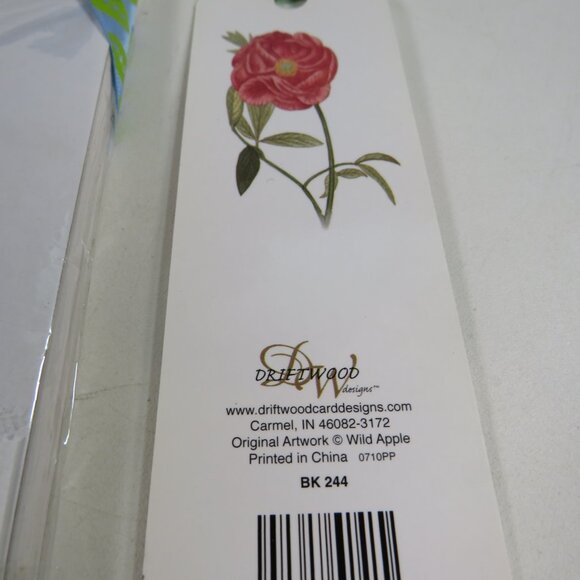 DW
DRIFTWOOD
designs™
www.driftwoodcarddesigns.com
Carmel, IN 46082-3172
Original Artwork © Wild Apple
Printed in China 0710PP
BK 244